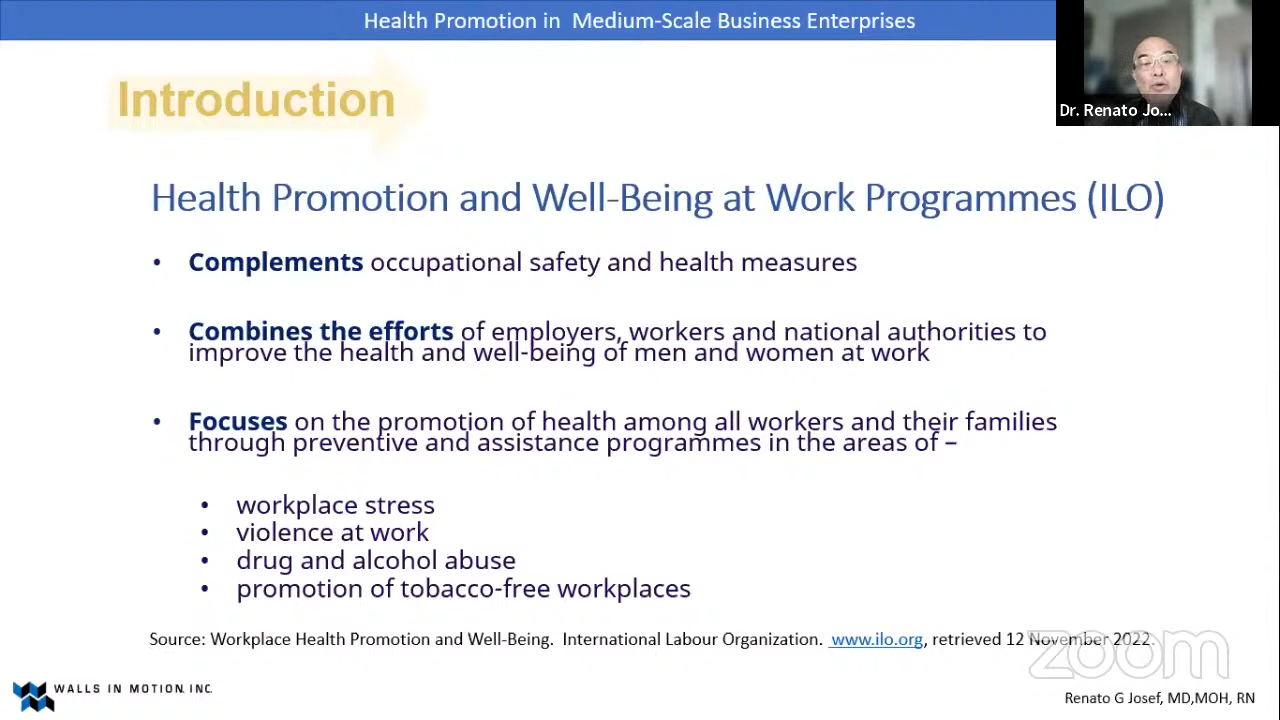 Health Promotion in Medium-Scale Business Enterprises
Dr. Renato Jo...
Introduction
Health Promotion and Well-Being at Work Programmes (ILO)
• Complements occupational safety and health measures
• Combines the efforts of employers, workers and national authorities to
improve the health and well-being of men and women at work
• Focuses on the promotion of health among all workers and their families
through preventive and assistance programmes in the areas of –
• workplace stress
• violence at work
• drug and alcohol abuse
• promotion of tobacco-free workplaces
Source: Workplace Health Promotion and Well-Being. International Labour Organization. www.ilo.org, retrieved 12 November 2022.
zoom
WALLS IN MOTION, INC.
Renato G Josef, MD,MOH, RN